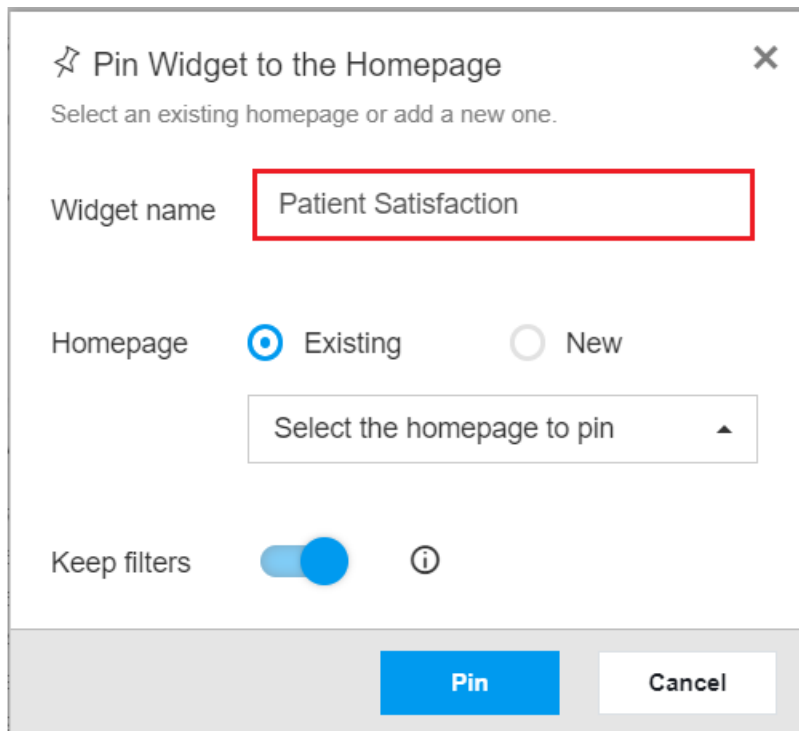 Pin Widget to the Homepage
Select an existing homepage or add a new one.
Widget name Patient Satisfaction
Homepage Existing New
Select the homepage to pin
Keep filters
Pin Cancel